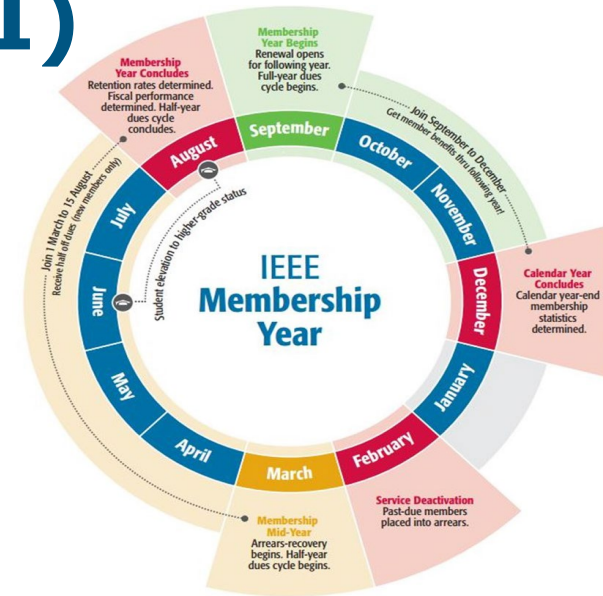 I)
Membership
Year Begins
Renewal opens
for following year.
Full-year dues
cycle begins.
Membership
Year Concludes
Retention rates determined.
Fiscal performance
determined. Half-year
dues cycle
concludes.
September
October
November
December
January
February
March
April
May
June
July
August
Join September to December
Get member benefits thru following year!
Calendar Year
Concludes
Calendar year-end
membership
statistics
determined.
Service Deactivation
Past-due members
placed into arrears.
Membership
Mid-Year
Arrears-recovery
begins. Half-year
dues cycle begins.
Join 1 March to 15 August
Receive half off dues (new members only)
Student elevation to higher-grade status
IEEE
Membership
Year